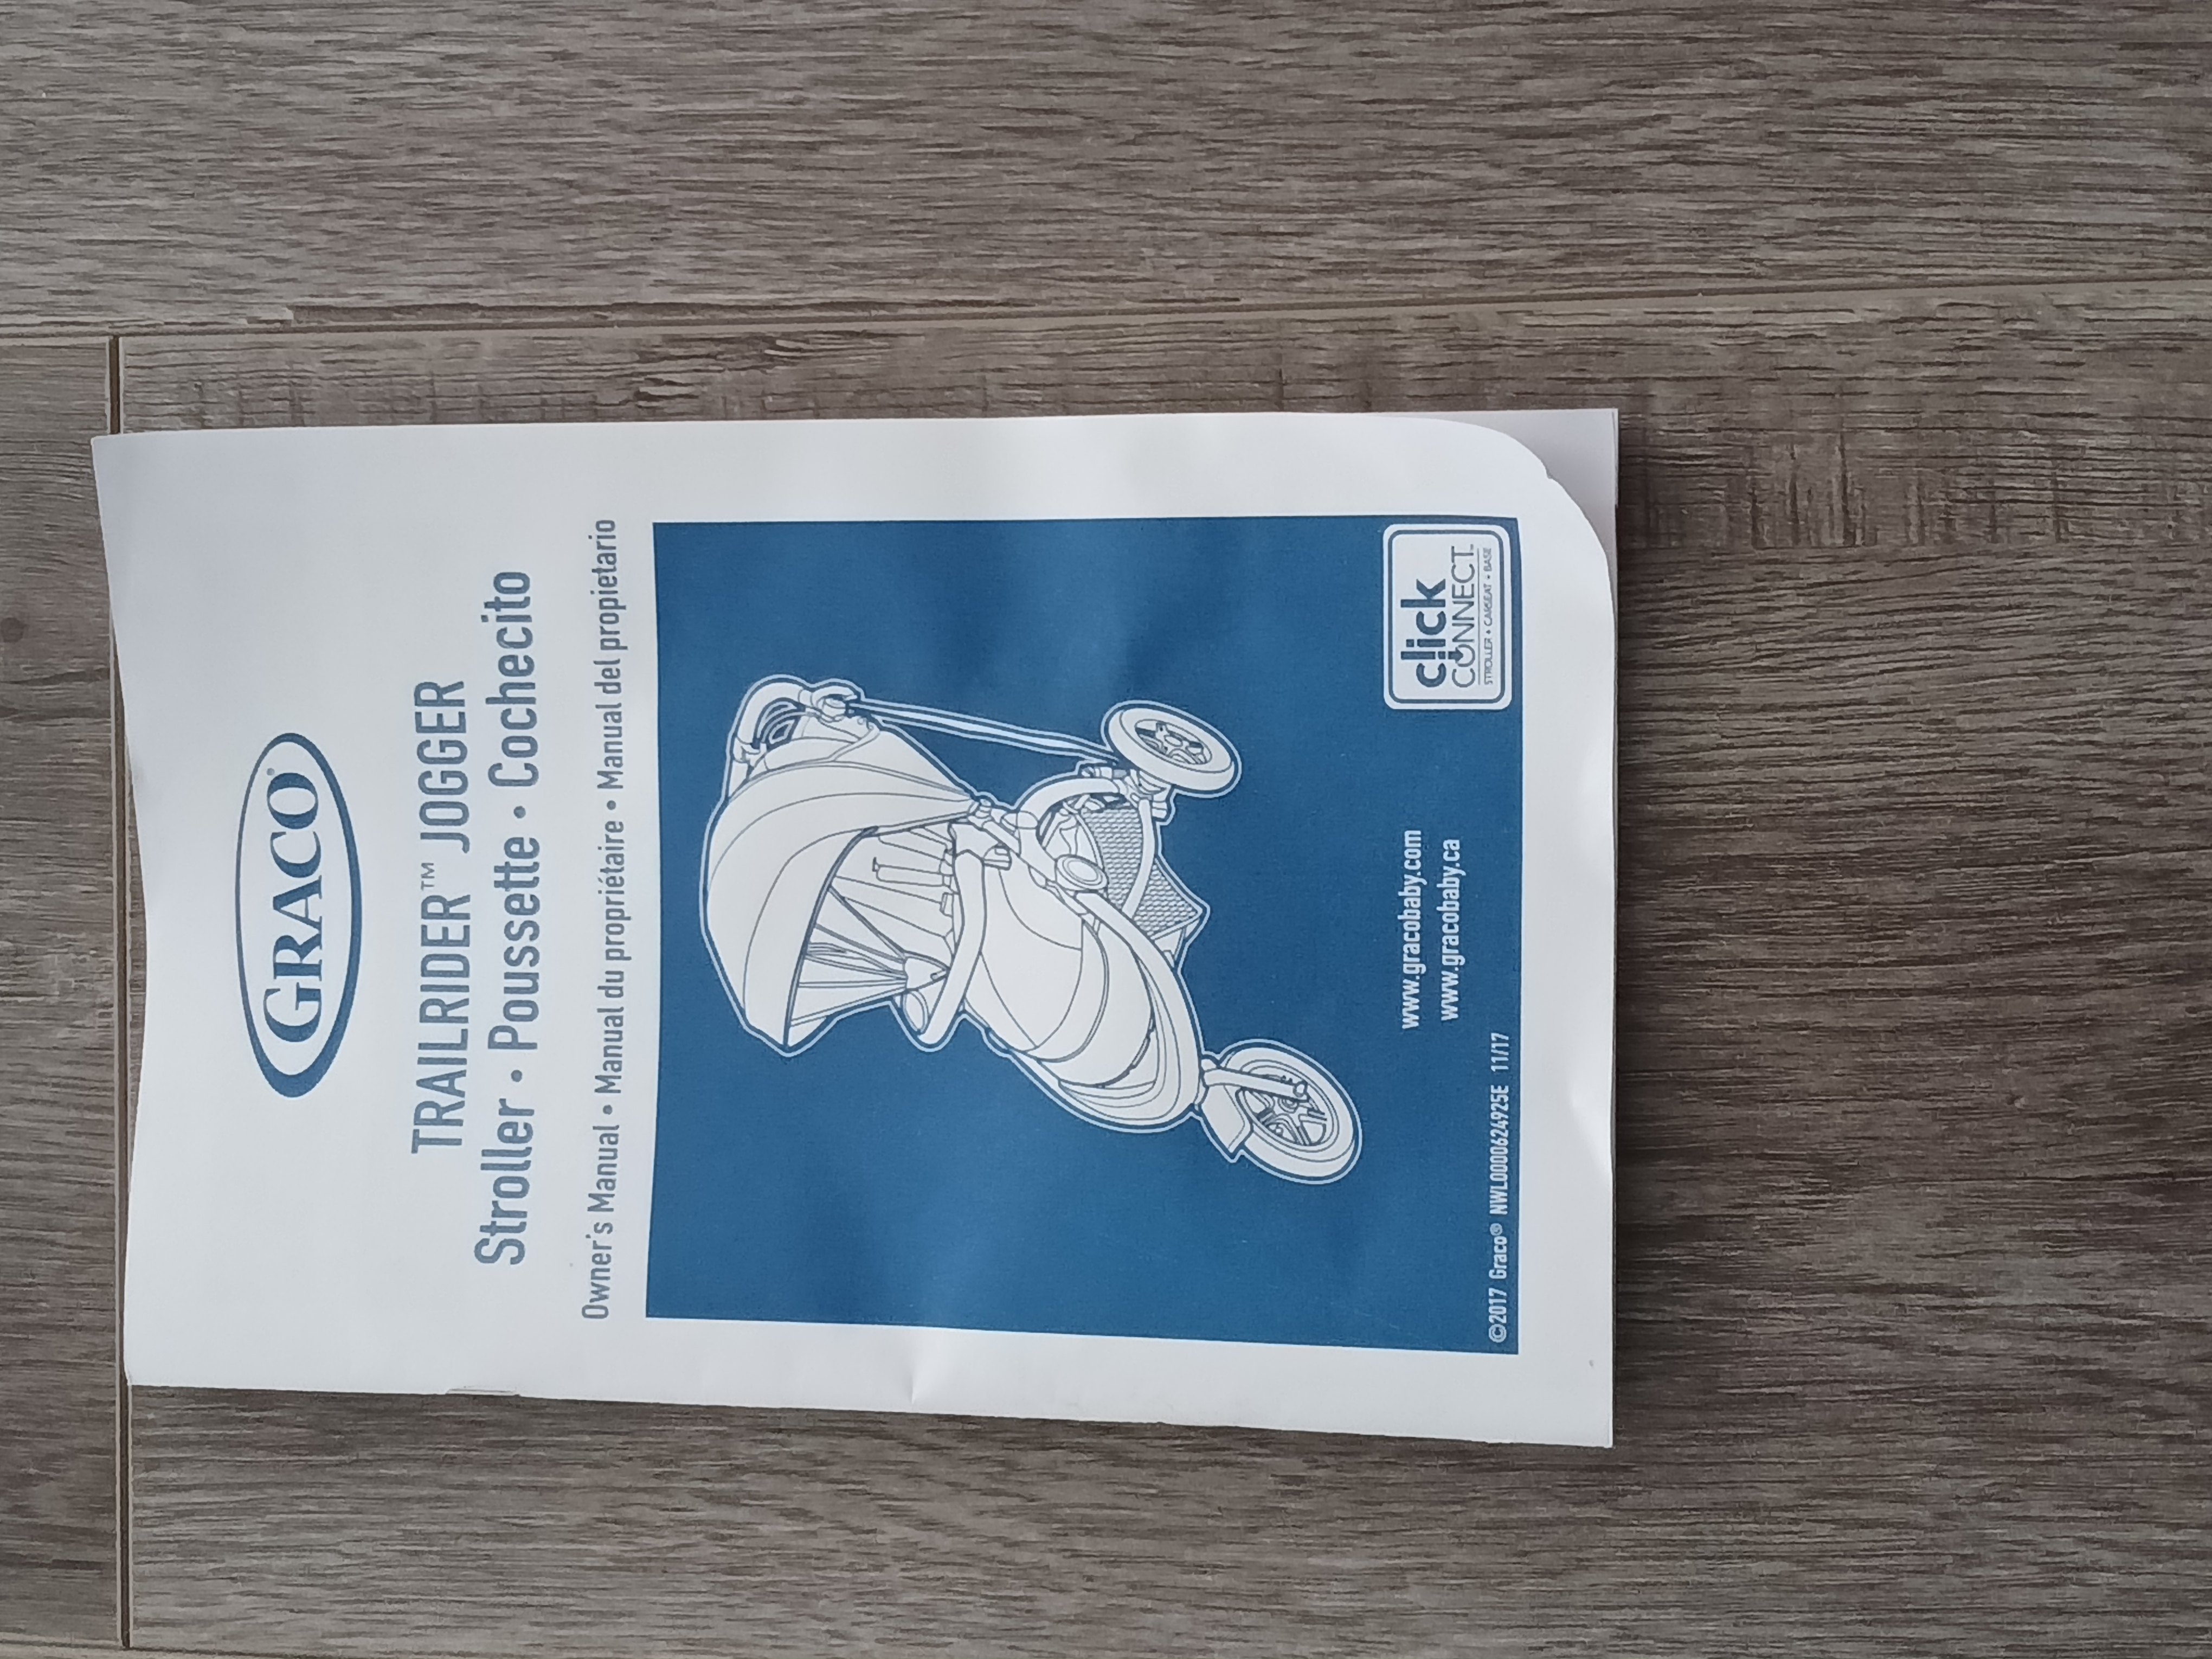 GRACO®
TRAILRIDER™ JOGGER
Stroller • Poussette • Cochecito
Owner's Manual • Manual du propriétaire • Manual del propietario
www.gracobaby.com
www.gracobaby.ca
click
CONNECT™
STROLLER • CARSEAT • BASE
©2017 Graco® NWL0000624925E 11/17